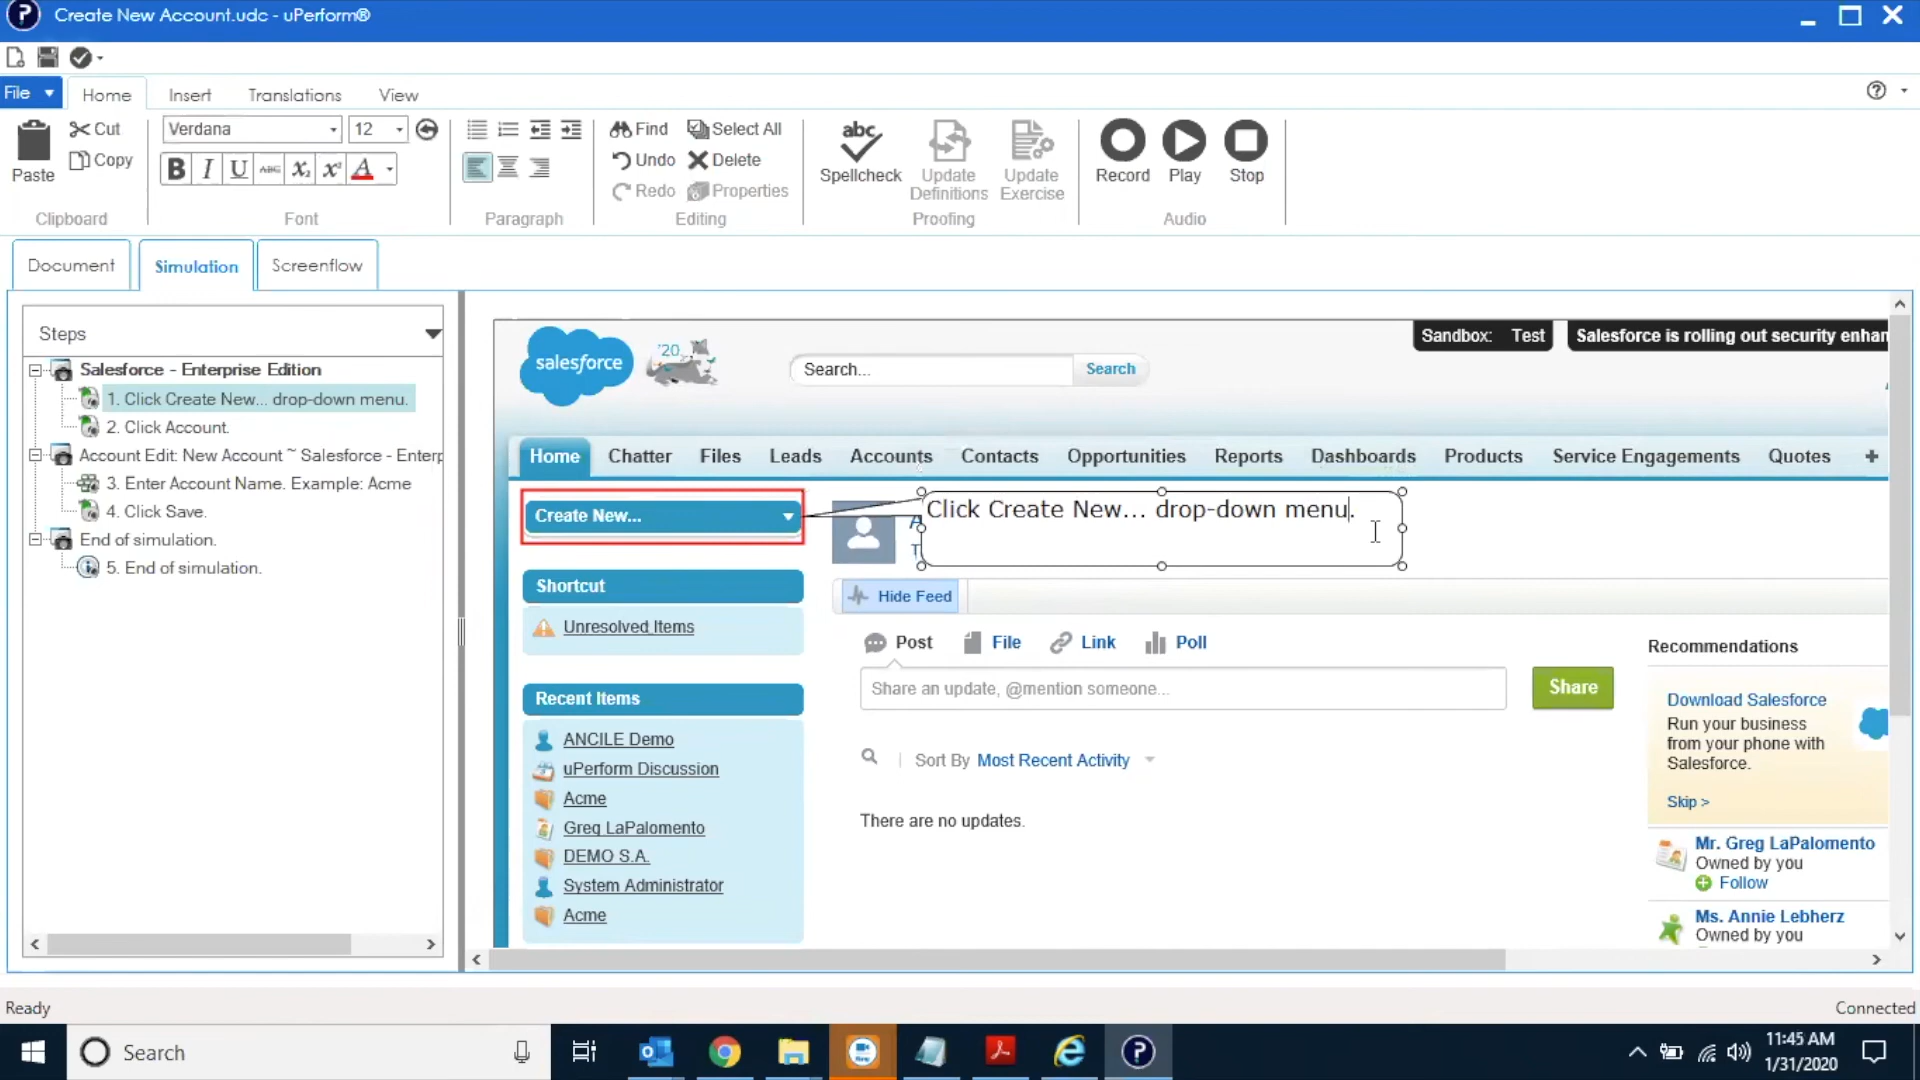 Create New Account.udc - uPerform®
File
Home
Insert
Translations
View
Paste
Cut
Copy
Clipboard
Verdana
12
B I U ABC X₂ X² A
Font
Paragraph
Find
Select All
Undo
Delete
Redo
Properties
Editing
abc
Spellcheck
Update
Definitions
Update
Exercise
Proofing
Record
Play
Stop
Audio
Document
Simulation
Screenflow
Steps
Salesforce - Enterprise Edition
1. Click Create New... drop-down menu.
2. Click Account.
Account Edit: New Account ~ Salesforce - Enterp
3. Enter Account Name. Example: Acme
4. Click Save.
End of simulation.
5. End of simulation.
salesforce
'20
Search...
Search
Sandbox: Test
Salesforce is rolling out security enhan
Home
Chatter
Files
Leads
Accounts
Contacts
Opportunities
Reports
Dashboards
Products
Service Engagements
Quotes
+
Create New...
Click Create New... drop-down menu.
Shortcut
Unresolved Items
Recent Items
ANCILE Demo
uPerform Discussion
Acme
Greg LaPalomento
DEMO S.A.
System Administrator
Acme
Hide Feed
Post
File
Link
Poll
Share an update, @mention someone...
Share
Sort By Most Recent Activity
There are no updates.
Recommendations
Download Salesforce
Run your business
from your phone with
Salesforce.
Skip >
Mr. Greg LaPalomento
Owned by you
Follow
Ms. Annie Lebherz
Owned by you
Ready
Connected
Search
11:45 AM
1/31/2020